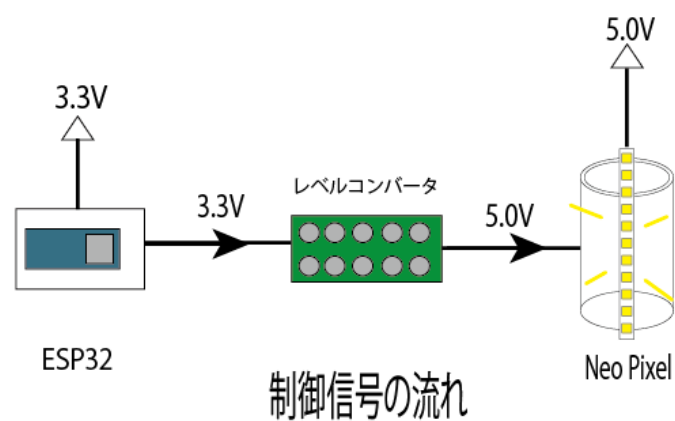 5.0V
3.3V
レベルコンバータ
3.3V
5.0V
ESP32
Neo Pixel
制御信号の流れ